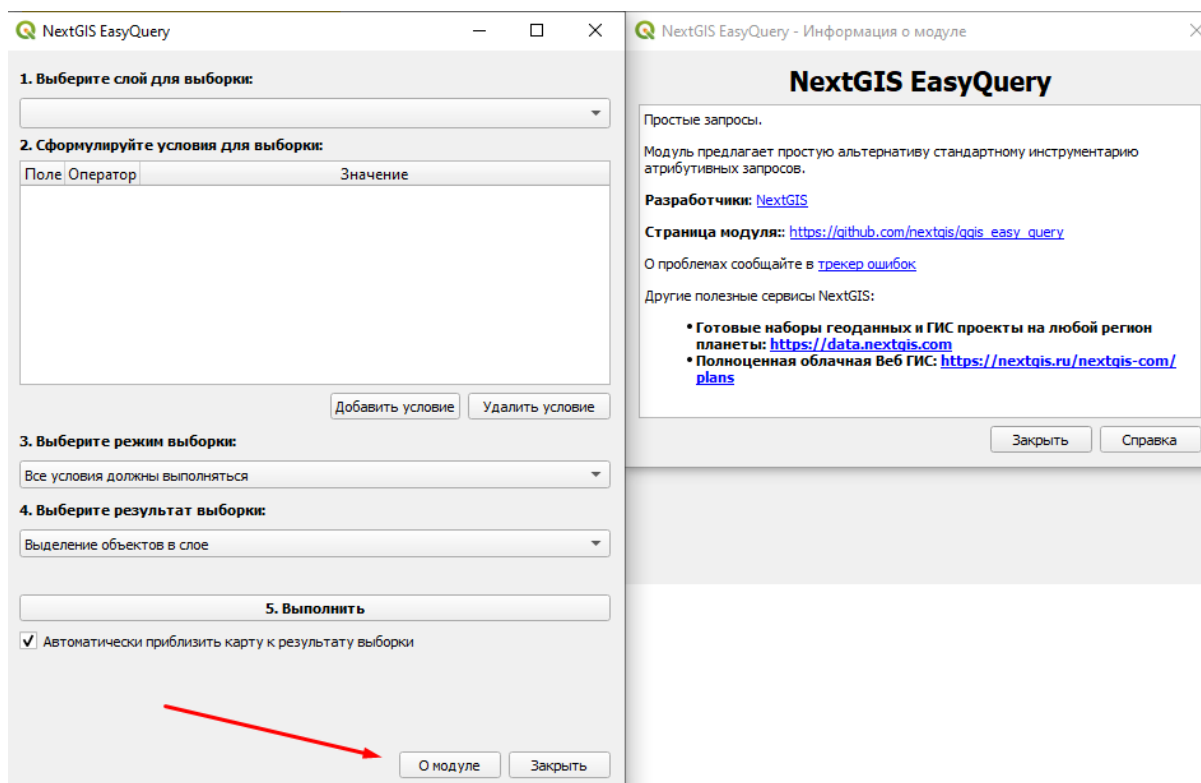 NextGIS EasyQuery
1. Выберите слой для выборки:
2. Сформулируйте условия для выборки:
Поле Оператор Значение
Добавить условие Удалить условие
3. Выберите режим выборки:
Все условия должны выполняться
4. Выберите результат выборки:
Выделение объектов в слое
5. Выполнить
Автоматически приблизить карту к результату выборки
О модуле Закрыть
NextGIS EasyQuery - Информация о модуле
NextGIS EasyQuery
Простые запросы.
Модуль предлагает простую альтернативу стандартному инструментарию
атрибутивных запросов.
Разработчики: NextGIS
Страница модуля:: https://github.com/nextgis/qgis_easy_query
О проблемах сообщайте в трекер ошибок
Другие полезные сервисы NextGIS:
• Готовые наборы геоданных и ГИС проекты на любой регион
планеты: https://data.nextgis.com
• Полноценная облачная Веб ГИС: https://nextgis.ru/nextgis-com/
plans
Закрыть Справка